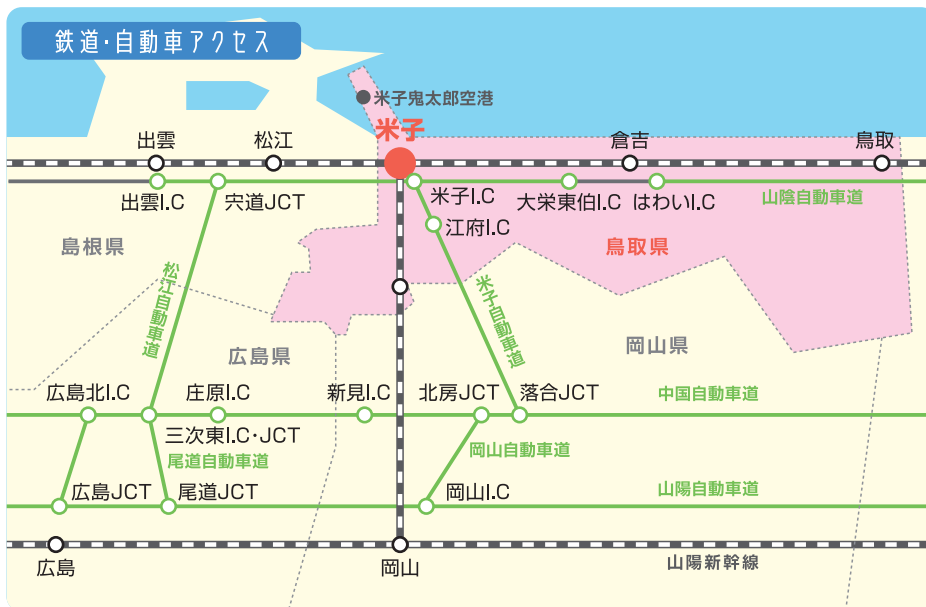 鉄道・自動車アクセス
米子鬼太郎空港
米子
出雲
松江
倉吉
鳥取
出雲I.C
宍道JCT
米子I.C
大栄東伯I.C
はわいI.C
山陰自動車道
江府I.C
島根県
鳥取県
松江自動車道
米子自動車道
広島県
岡山県
広島北I.C
庄原I.C
新見I.C
北房JCT
落合JCT
中国自動車道
三次東I.C・JCT
尾道自動車道
岡山自動車道
広島JCT
尾道JCT
岡山I.C
山陽自動車道
広島
岡山
山陽新幹線